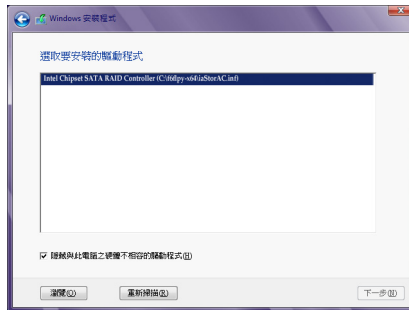 Windows 安裝程式
選取要安裝的驅動程式
Intel Chipset SATA RAID Controller (C:\f6flpy-x64\iaStorAC.inf)
隱藏與此電腦之硬體不相容的驅動程式(H)
瀏覽(O)
重新掃描(R)
下一步(N)